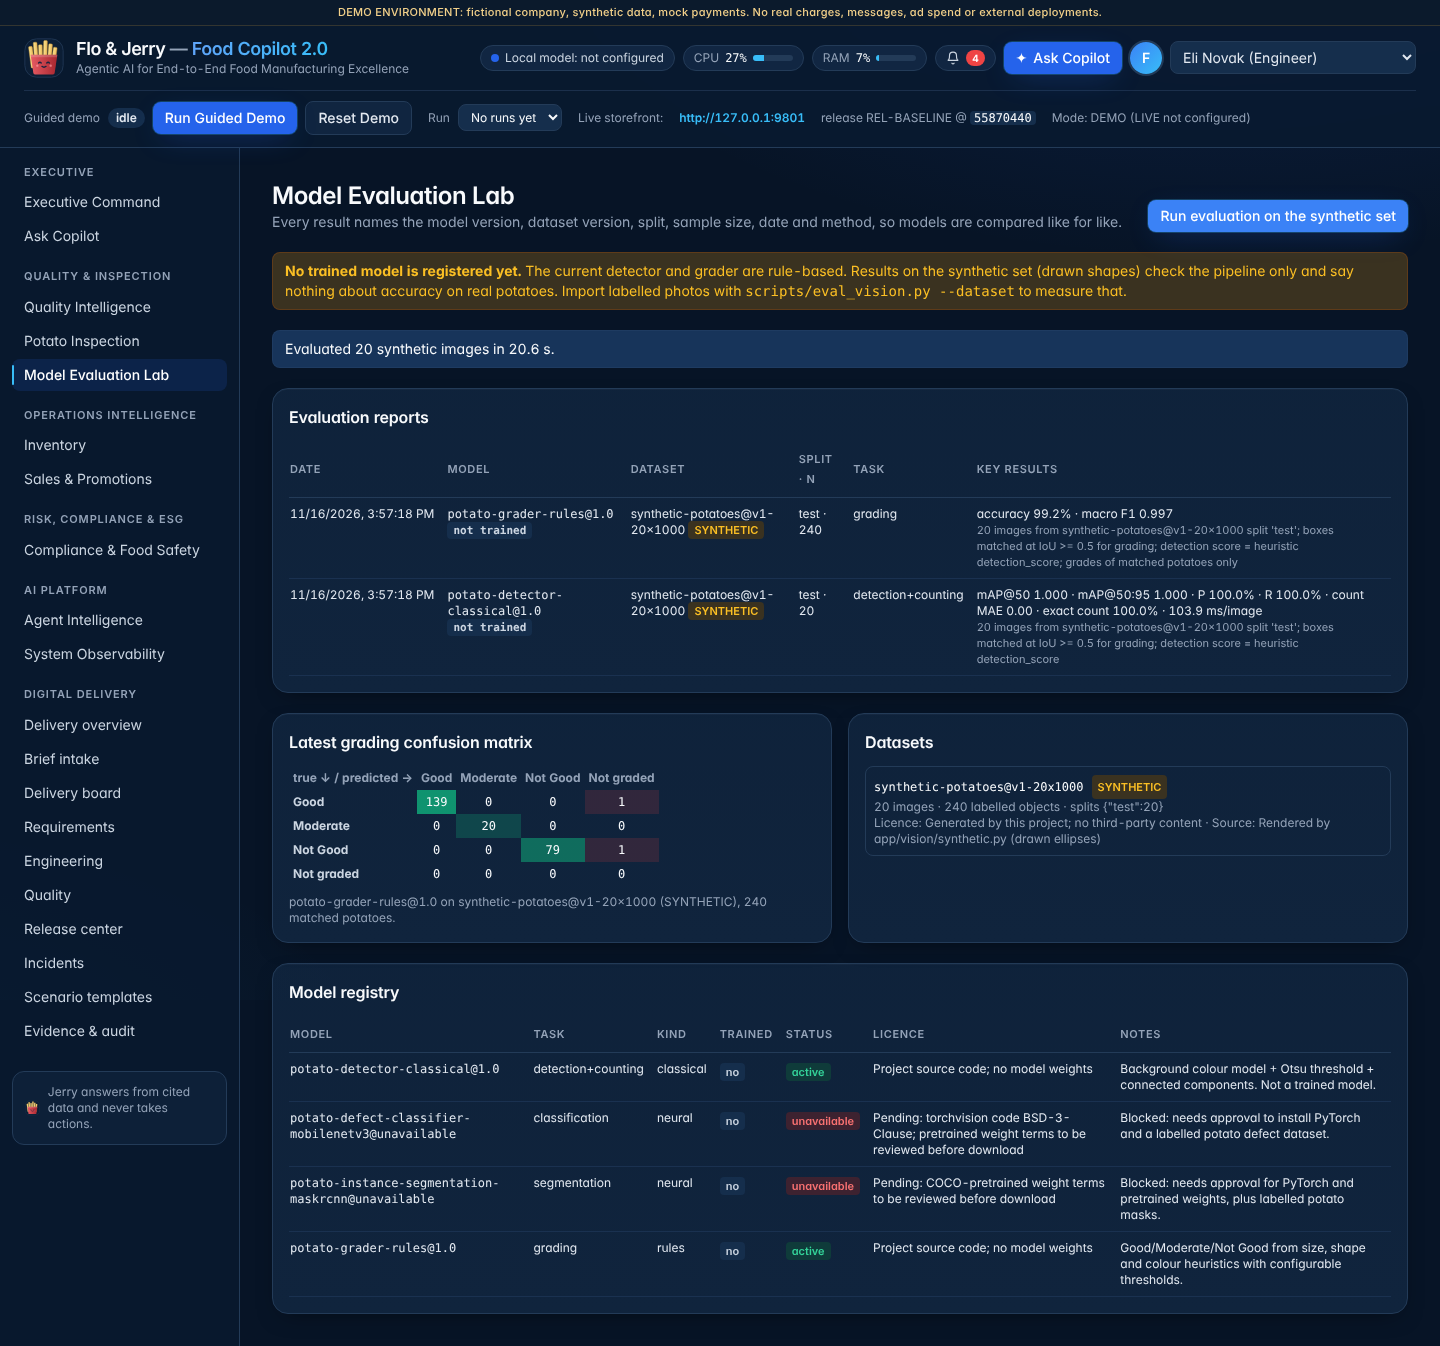 DEMO ENVIRONMENT: fictional company, synthetic data, mock payments. No real charges, messages, ad spend or external deployments.
Flo & Jerry — Food Copilot 2.0
Agentic AI for End-to-End Food Manufacturing Excellence
Local model: not configured
CPU 27%
RAM 7%
4
✦ Ask Copilot
F
Eli Novak (Engineer)
Guided demo
idle
Run Guided Demo
Reset Demo
Run
No runs yet
Live storefront: http://127.0.0.1:9801
release REL-BASELINE @ 55870440
Mode: DEMO (LIVE not configured)
EXECUTIVE
Executive Command
Ask Copilot
QUALITY & INSPECTION
Quality Intelligence
Potato Inspection
Model Evaluation Lab
OPERATIONS INTELLIGENCE
Inventory
Sales & Promotions
RISK, COMPLIANCE & ESG
Compliance & Food Safety
AI PLATFORM
Agent Intelligence
System Observability
DIGITAL DELIVERY
Delivery overview
Brief intake
Delivery board
Requirements
Engineering
Quality
Release center
Incidents
Scenario templates
Evidence & audit
Jerry answers from cited
data and never takes
actions.
Model Evaluation Lab
Every result names the model version, dataset version, split, sample size, date and method, so models are compared like for like.
Run evaluation on the synthetic set
No trained model is registered yet. The current detector and grader are rule-based. Results on the synthetic set (drawn shapes) check the pipeline only and say
nothing about accuracy on real potatoes. Import labelled photos with scripts/eval_vision.py --dataset to measure that.
Evaluated 20 synthetic images in 20.6 s.
Evaluation reports
DATE MODEL DATASET SPLIT · N TASK KEY RESULTS
11/16/2026, 3:57:18 PM
potato-grader-rules@1.0
not trained
synthetic-potatoes@v1-
20x1000 SYNTHETIC
test ·
240
grading
accuracy 99.2% · macro F1 0.997
20 images from synthetic-potatoes@v1-20x1000 split 'test'; boxes
matched at IoU >= 0.5 for grading; detection score = heuristic
detection_score; grades of matched potatoes only
11/16/2026, 3:57:18 PM
potato-detector-
classical@1.0
not trained
synthetic-potatoes@v1-
20x1000 SYNTHETIC
test ·
20
detection+counting
mAP@50 1.000 · mAP@50:95 1.000 · P 100.0% · R 100.0% · count
MAE 0.00 · exact count 100.0% · 103.9 ms/image
20 images from synthetic-potatoes@v1-20x1000 split 'test'; boxes
matched at IoU >= 0.5 for grading; detection score = heuristic
detection_score
Latest grading confusion matrix
true ↓ / predicted → Good Moderate Not Good Not graded
Good 139 0 0 1
Moderate 0 20 0 0
Not Good 0 0 79 1
Not graded 0 0 0 0
potato-grader-rules@1.0 on synthetic-potatoes@v1-20x1000 (SYNTHETIC), 240
matched potatoes.
Datasets
synthetic-potatoes@v1-20x1000 SYNTHETIC
20 images · 240 labelled objects · splits {"test":20}
Licence: Generated by this project; no third-party content · Source: Rendered by
app/vision/synthetic.py (drawn ellipses)
Model registry
MODEL TASK KIND TRAINED STATUS LICENCE NOTES
potato-detector-classical@1.0
detection+counting
classical
no
active
Project source code; no model weights
Background colour model + Otsu threshold +
connected components. Not a trained model.
potato-defect-classifier-
mobilenetv3@unavailable
classification
neural
no
unavailable
Pending: torchvision code BSD-3-
Clause; pretrained weight terms to be
reviewed before download
Blocked: needs approval to install PyTorch
and a labelled potato defect dataset.
potato-instance-segmentation-
maskrcnn@unavailable
segmentation
neural
no
unavailable
Pending: COCO-pretrained weight terms
to be reviewed before download
Blocked: needs approval for PyTorch and
pretrained weights, plus labelled potato
masks.
potato-grader-rules@1.0
grading
rules
no
active
Project source code; no model weights
Good/Moderate/Not Good from size, shape
and colour heuristics with configurable
thresholds.